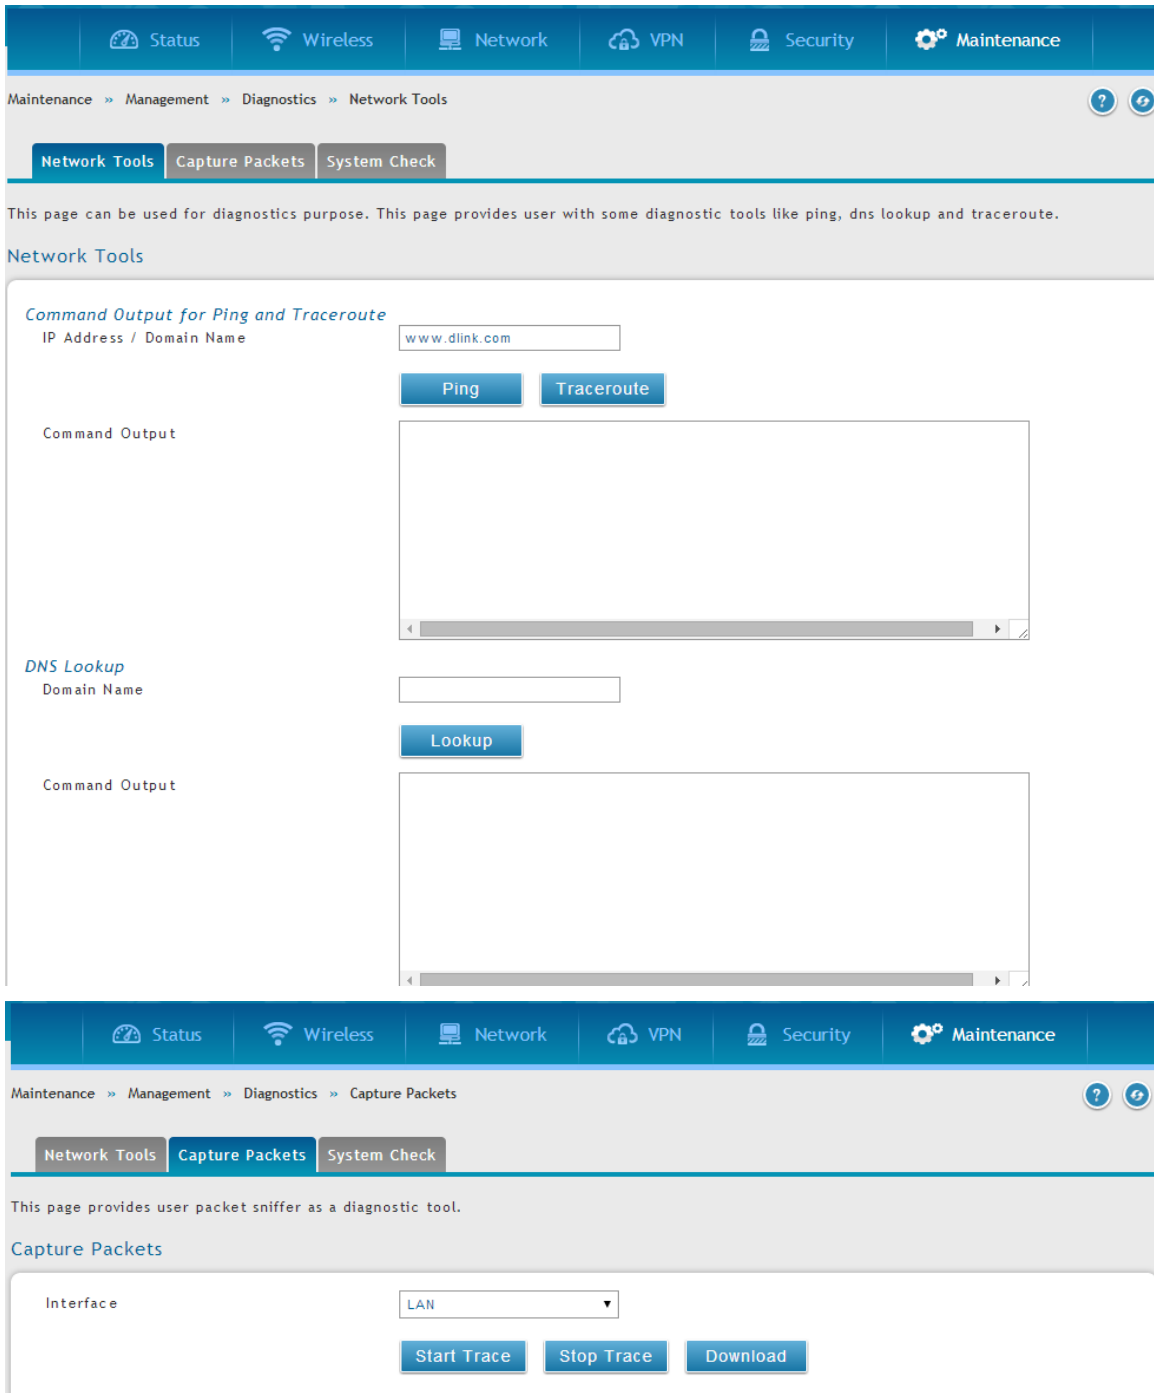 Status Wireless Network VPN Security Maintenance
Maintenance » Management » Diagnostics » Network Tools
Network Tools Capture Packets System Check
This page can be used for diagnostics purpose. This page provides user with some diagnostic tools like ping, dns lookup and traceroute.
Network Tools
Command Output for Ping and Traceroute
IP Address / Domain Name www.dlink.com
Ping Traceroute
Command Output
DNS Lookup
Domain Name
Lookup
Command Output
Status Wireless Network VPN Security Maintenance
Maintenance » Management » Diagnostics » Capture Packets
Network Tools Capture Packets System Check
This page provides user packet sniffer as a diagnostic tool.
Capture Packets
Interface LAN
Start Trace Stop Trace Download